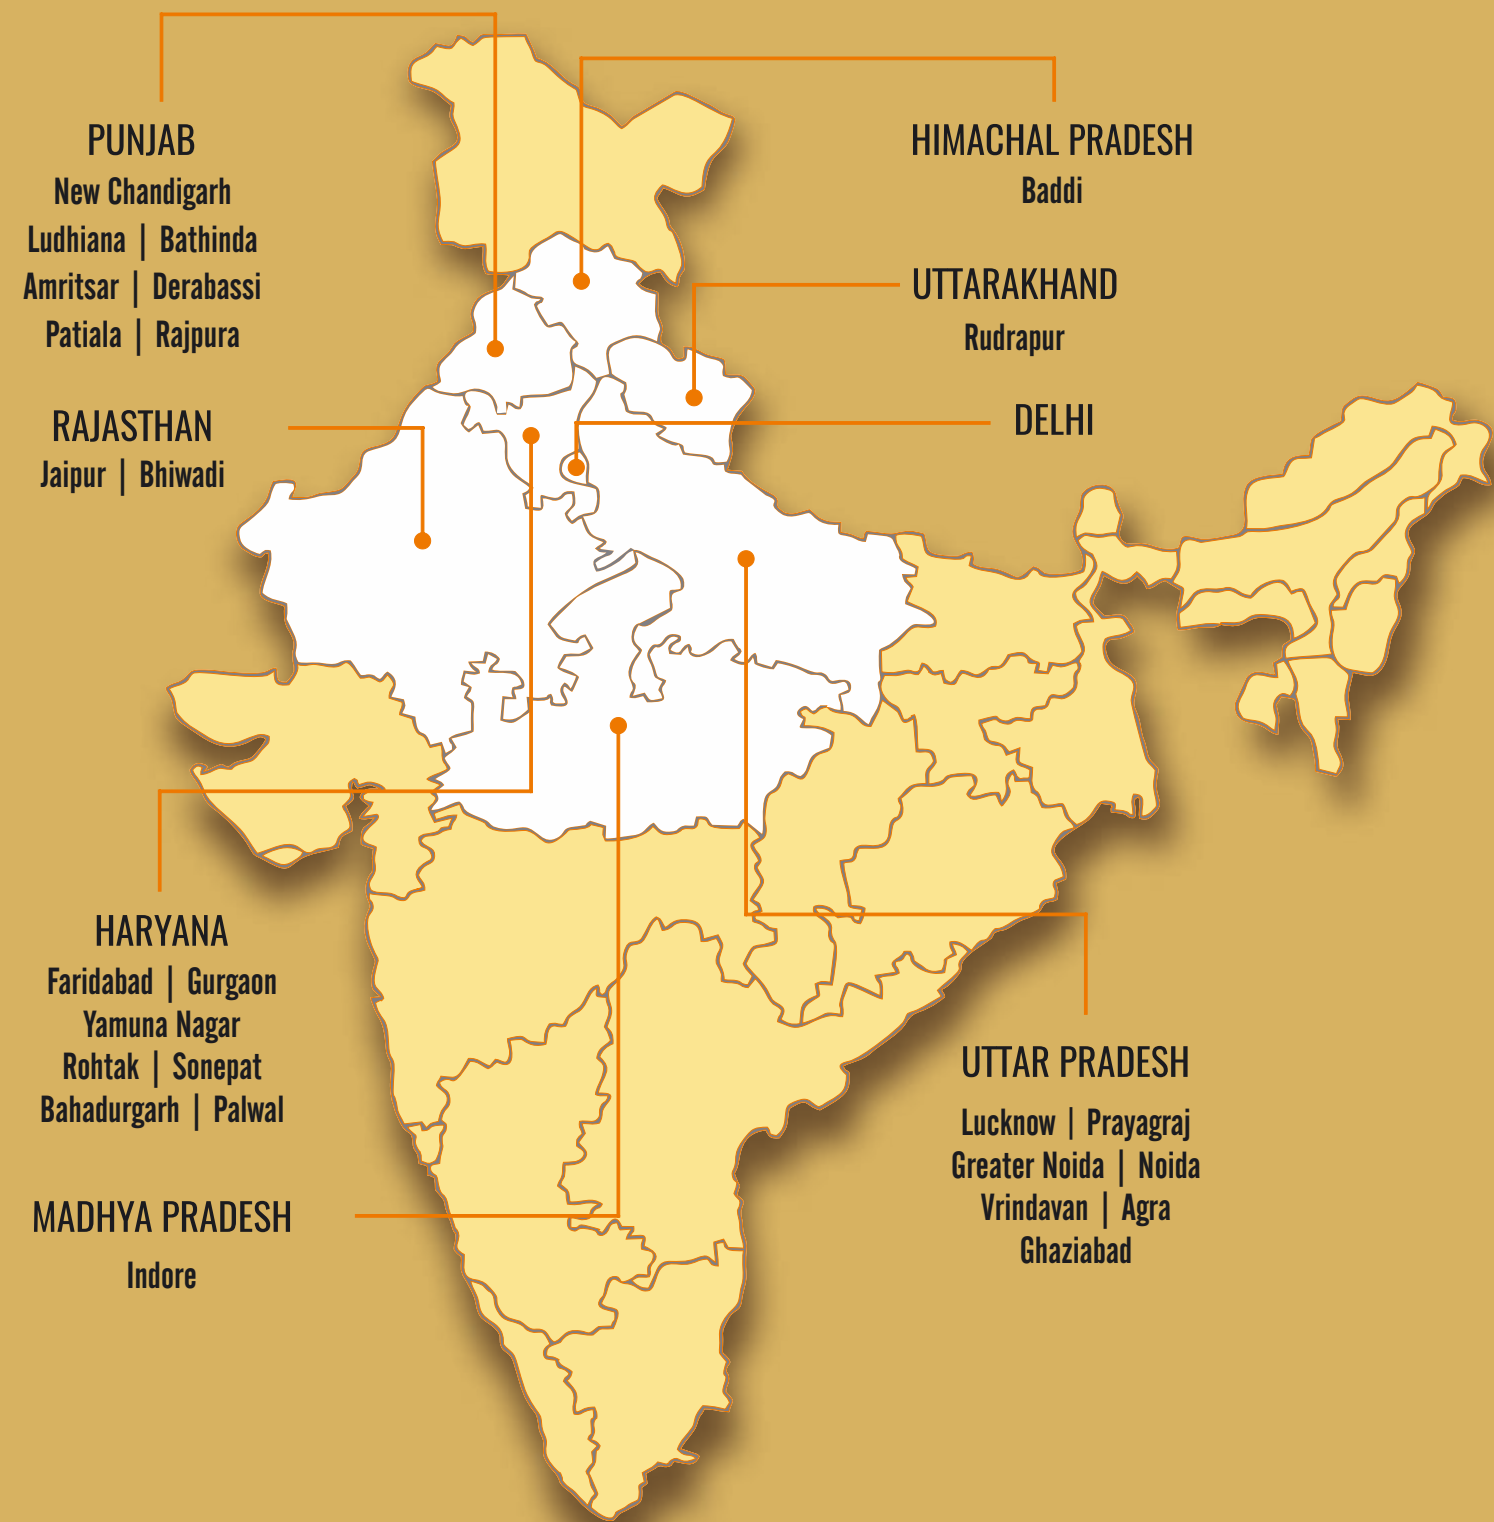 PUNJAB
New Chandigarh
Ludhiana | Bathinda
Amritsar | Derabassi
Patiala | Rajpura
HIMACHAL PRADESH
Baddi
UTTARAKHAND
Rudrapur
RAJASTHAN
Jaipur | Bhiwadi
DELHI
HARYANA
Faridabad | Gurgaon
Yamuna Nagar
Rohtak | Sonepat
Bahadurgarh | Palwal
MADHYA PRADESH
Indore
UTTAR PRADESH
Lucknow | Prayagraj
Greater Noida | Noida
Vrindavan | Agra
Ghaziabad